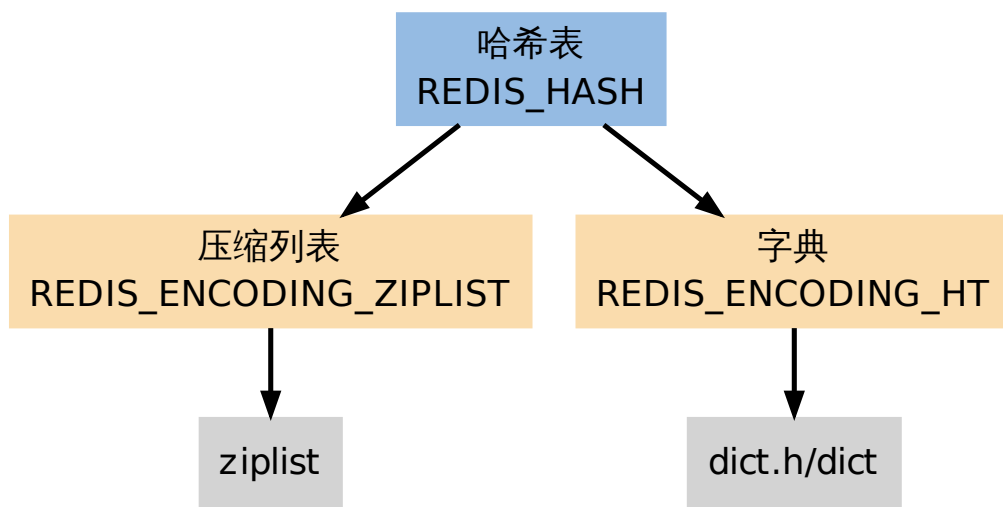 哈希表
REDIS_HASH
压缩列表
REDIS_ENCODING_ZIPLIST
字典
REDIS_ENCODING_HT
ziplist
dict.h/dict